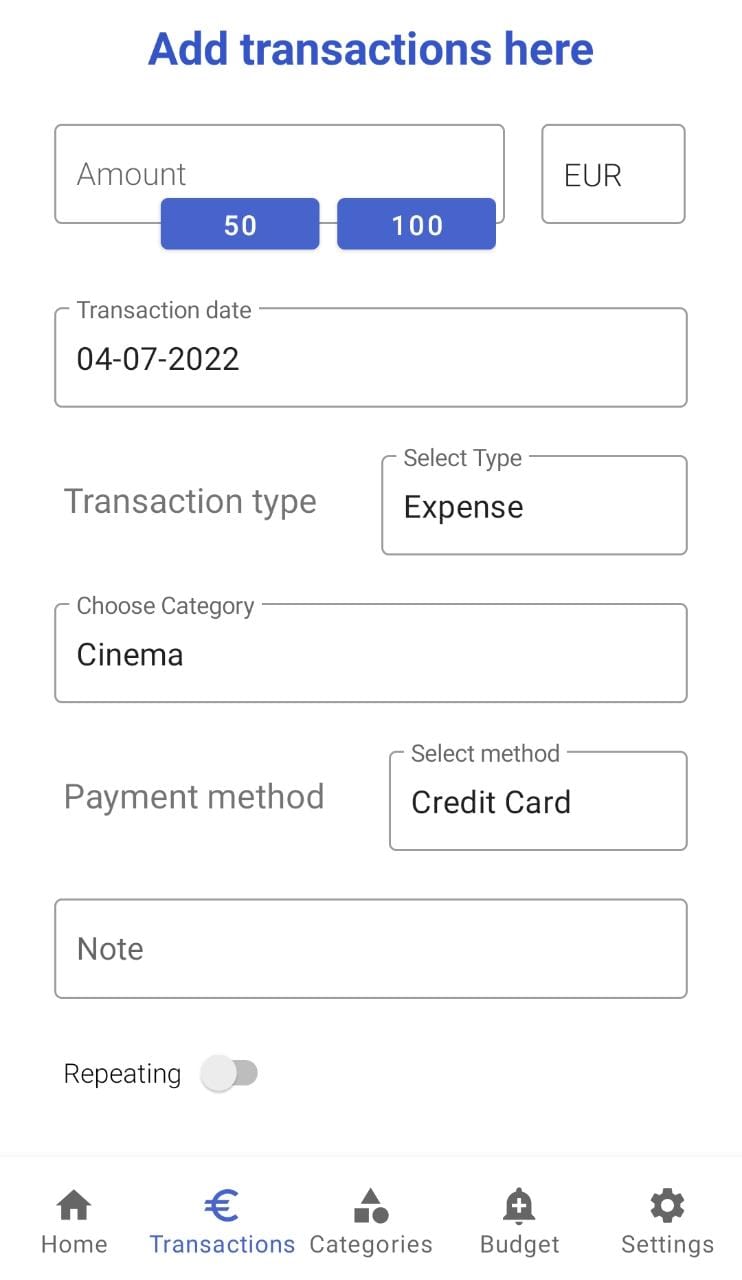 Add transactions here
Amount
EUR
50
100
Transaction date
04-07-2022
Select Type
Transaction type
Expense
Choose Category
Cinema
Select method
Payment method
Credit Card
Note
Repeating
Home
Transactions
Categories
Budget
Settings